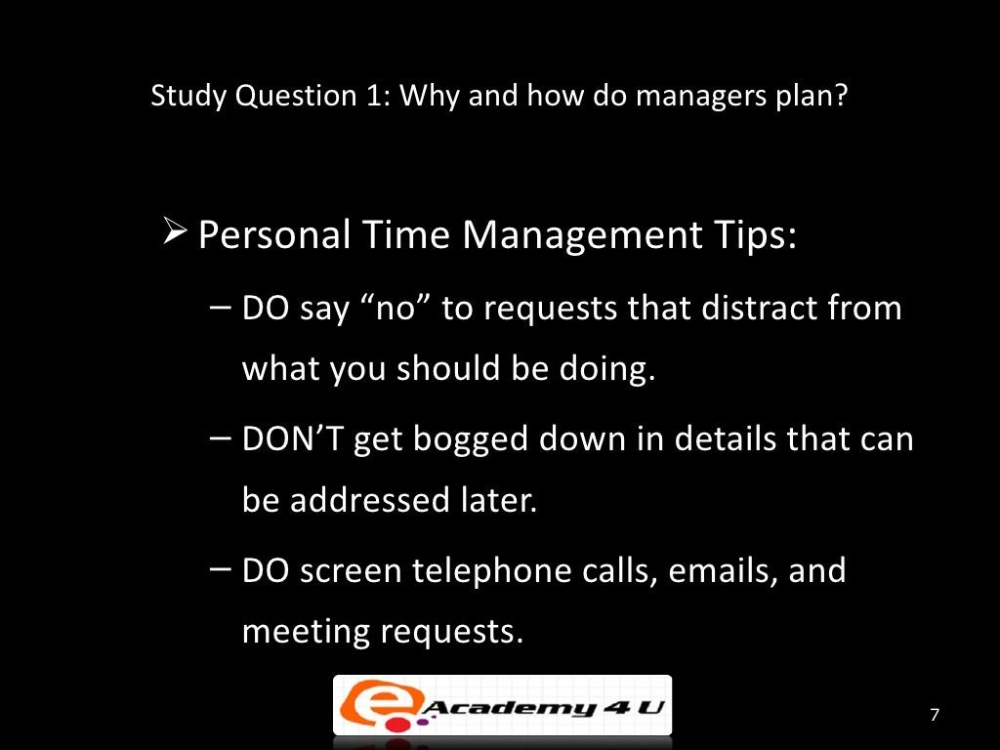 Study Question 1: Why and how do managers plan?
➢ Personal Time Management Tips:
– DO say “no” to requests that distract from
what you should be doing.
– DON’T get bogged down in details that can
be addressed later.
– DO screen telephone calls, emails, and
meeting requests.
e Academy 4 U
7